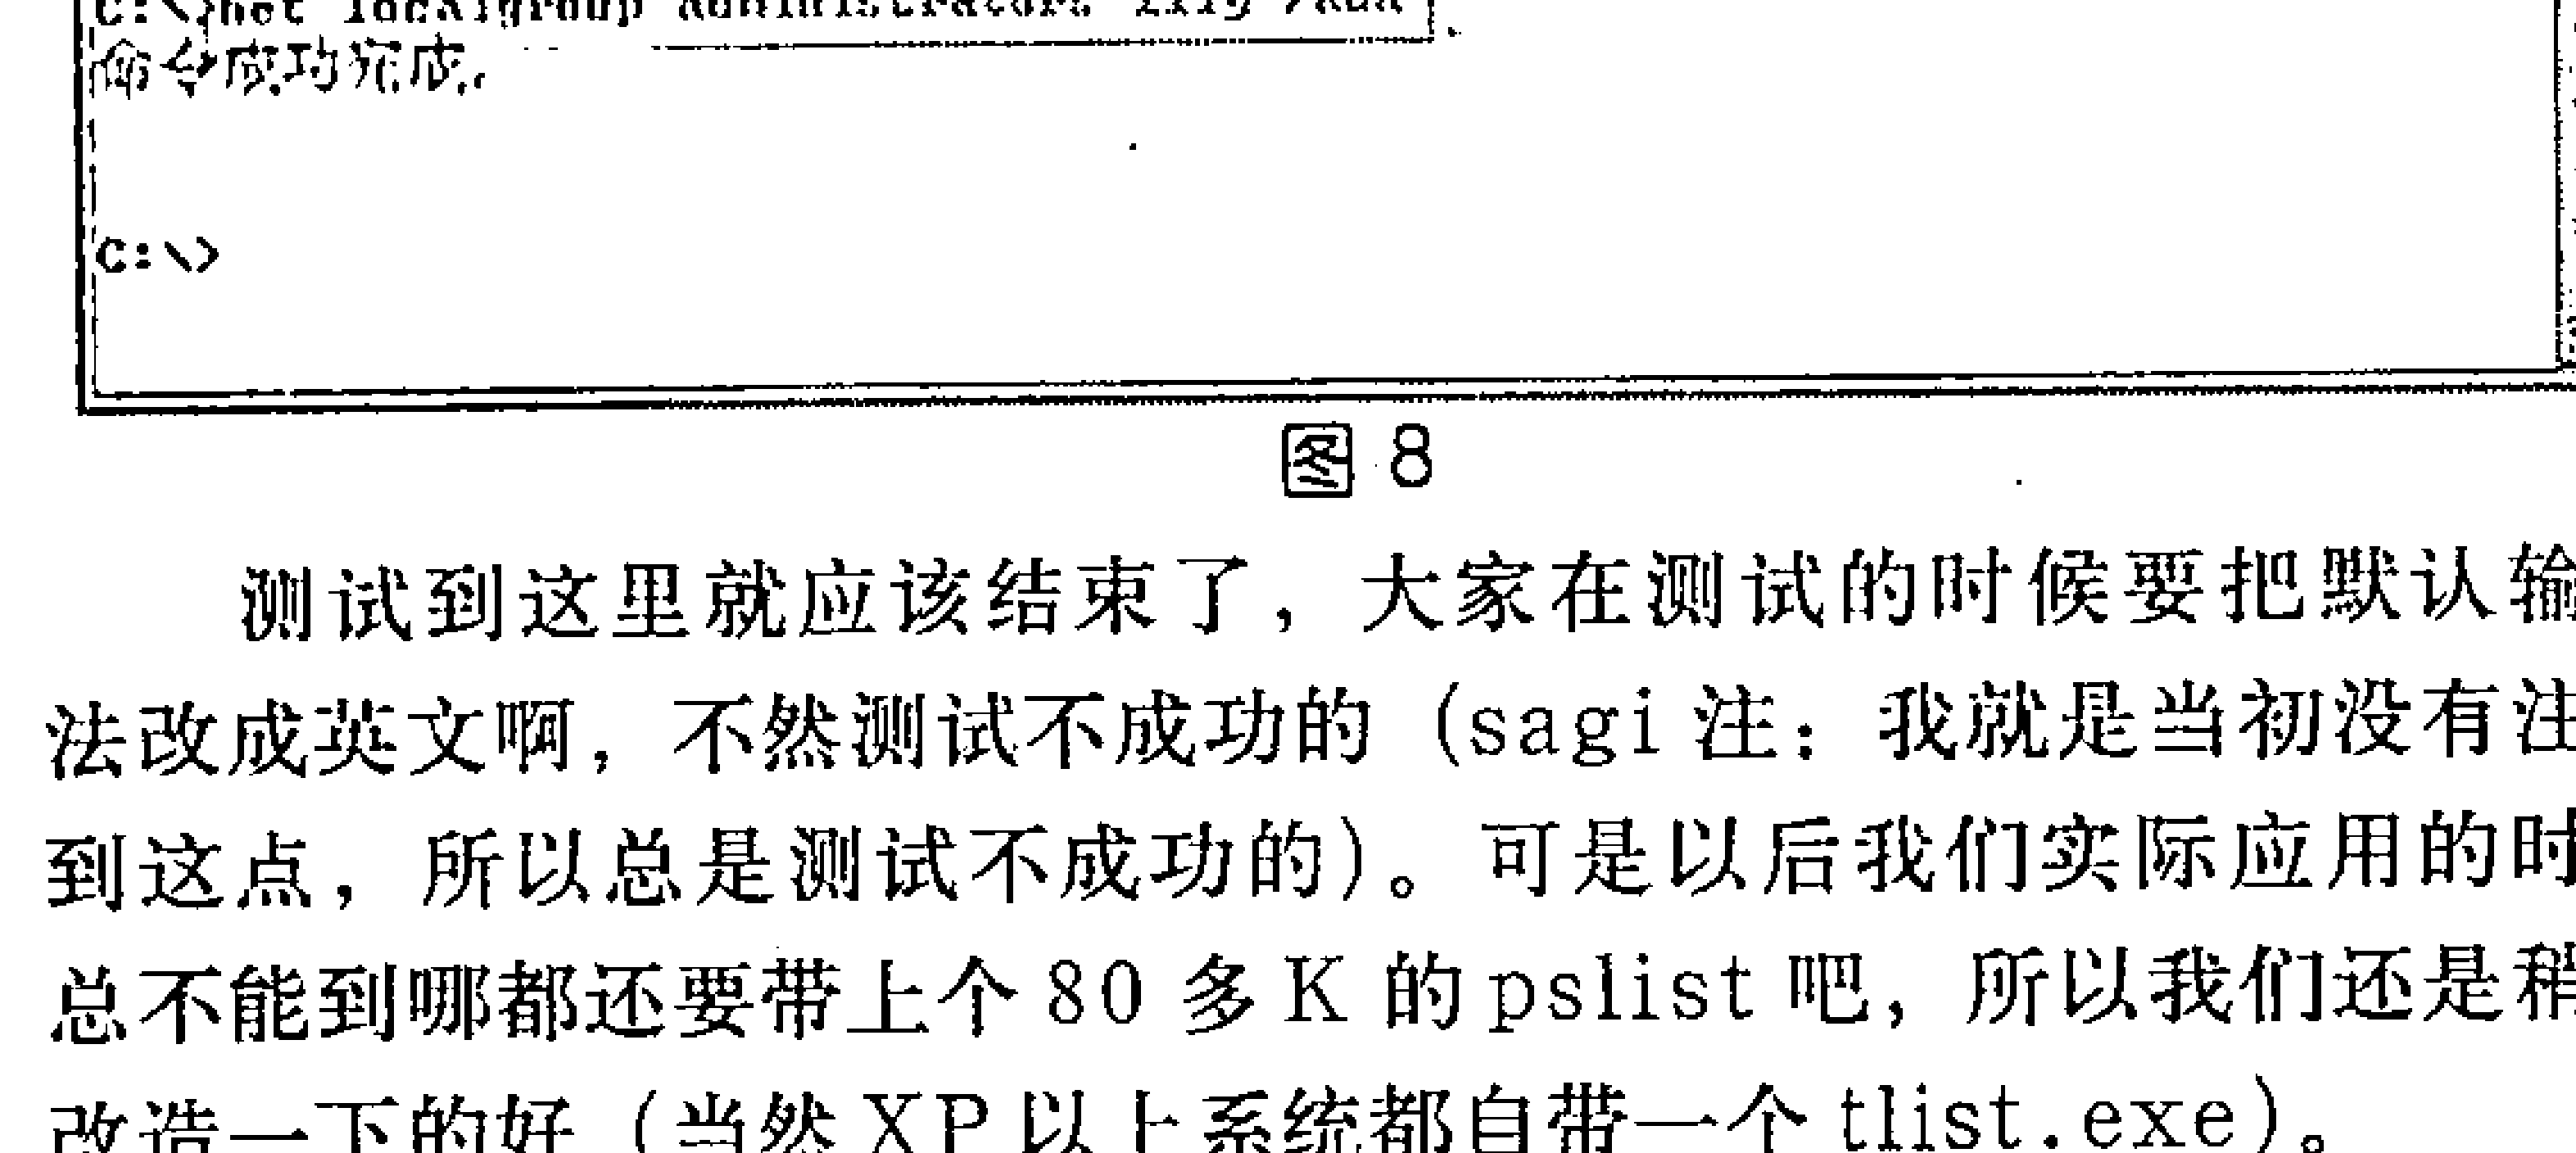 C:\>net localgroup administrators lily /add
命令成功完成.
C:\>
图 8
测试到这里就应该结束了，大家在测试的时候要把默认输
法改成英文啊，不然测试不成功的（sagi 注：我就是当初没有注
到这点，所以总是测试不成功的）。可是以后我们实际应用的时
总不能到哪都还要带上个 80 多 K 的 pslist 吧，所以我们还是稍
改造一下的好（当然 XP 以上系统都自带一个 tlist.exe）。